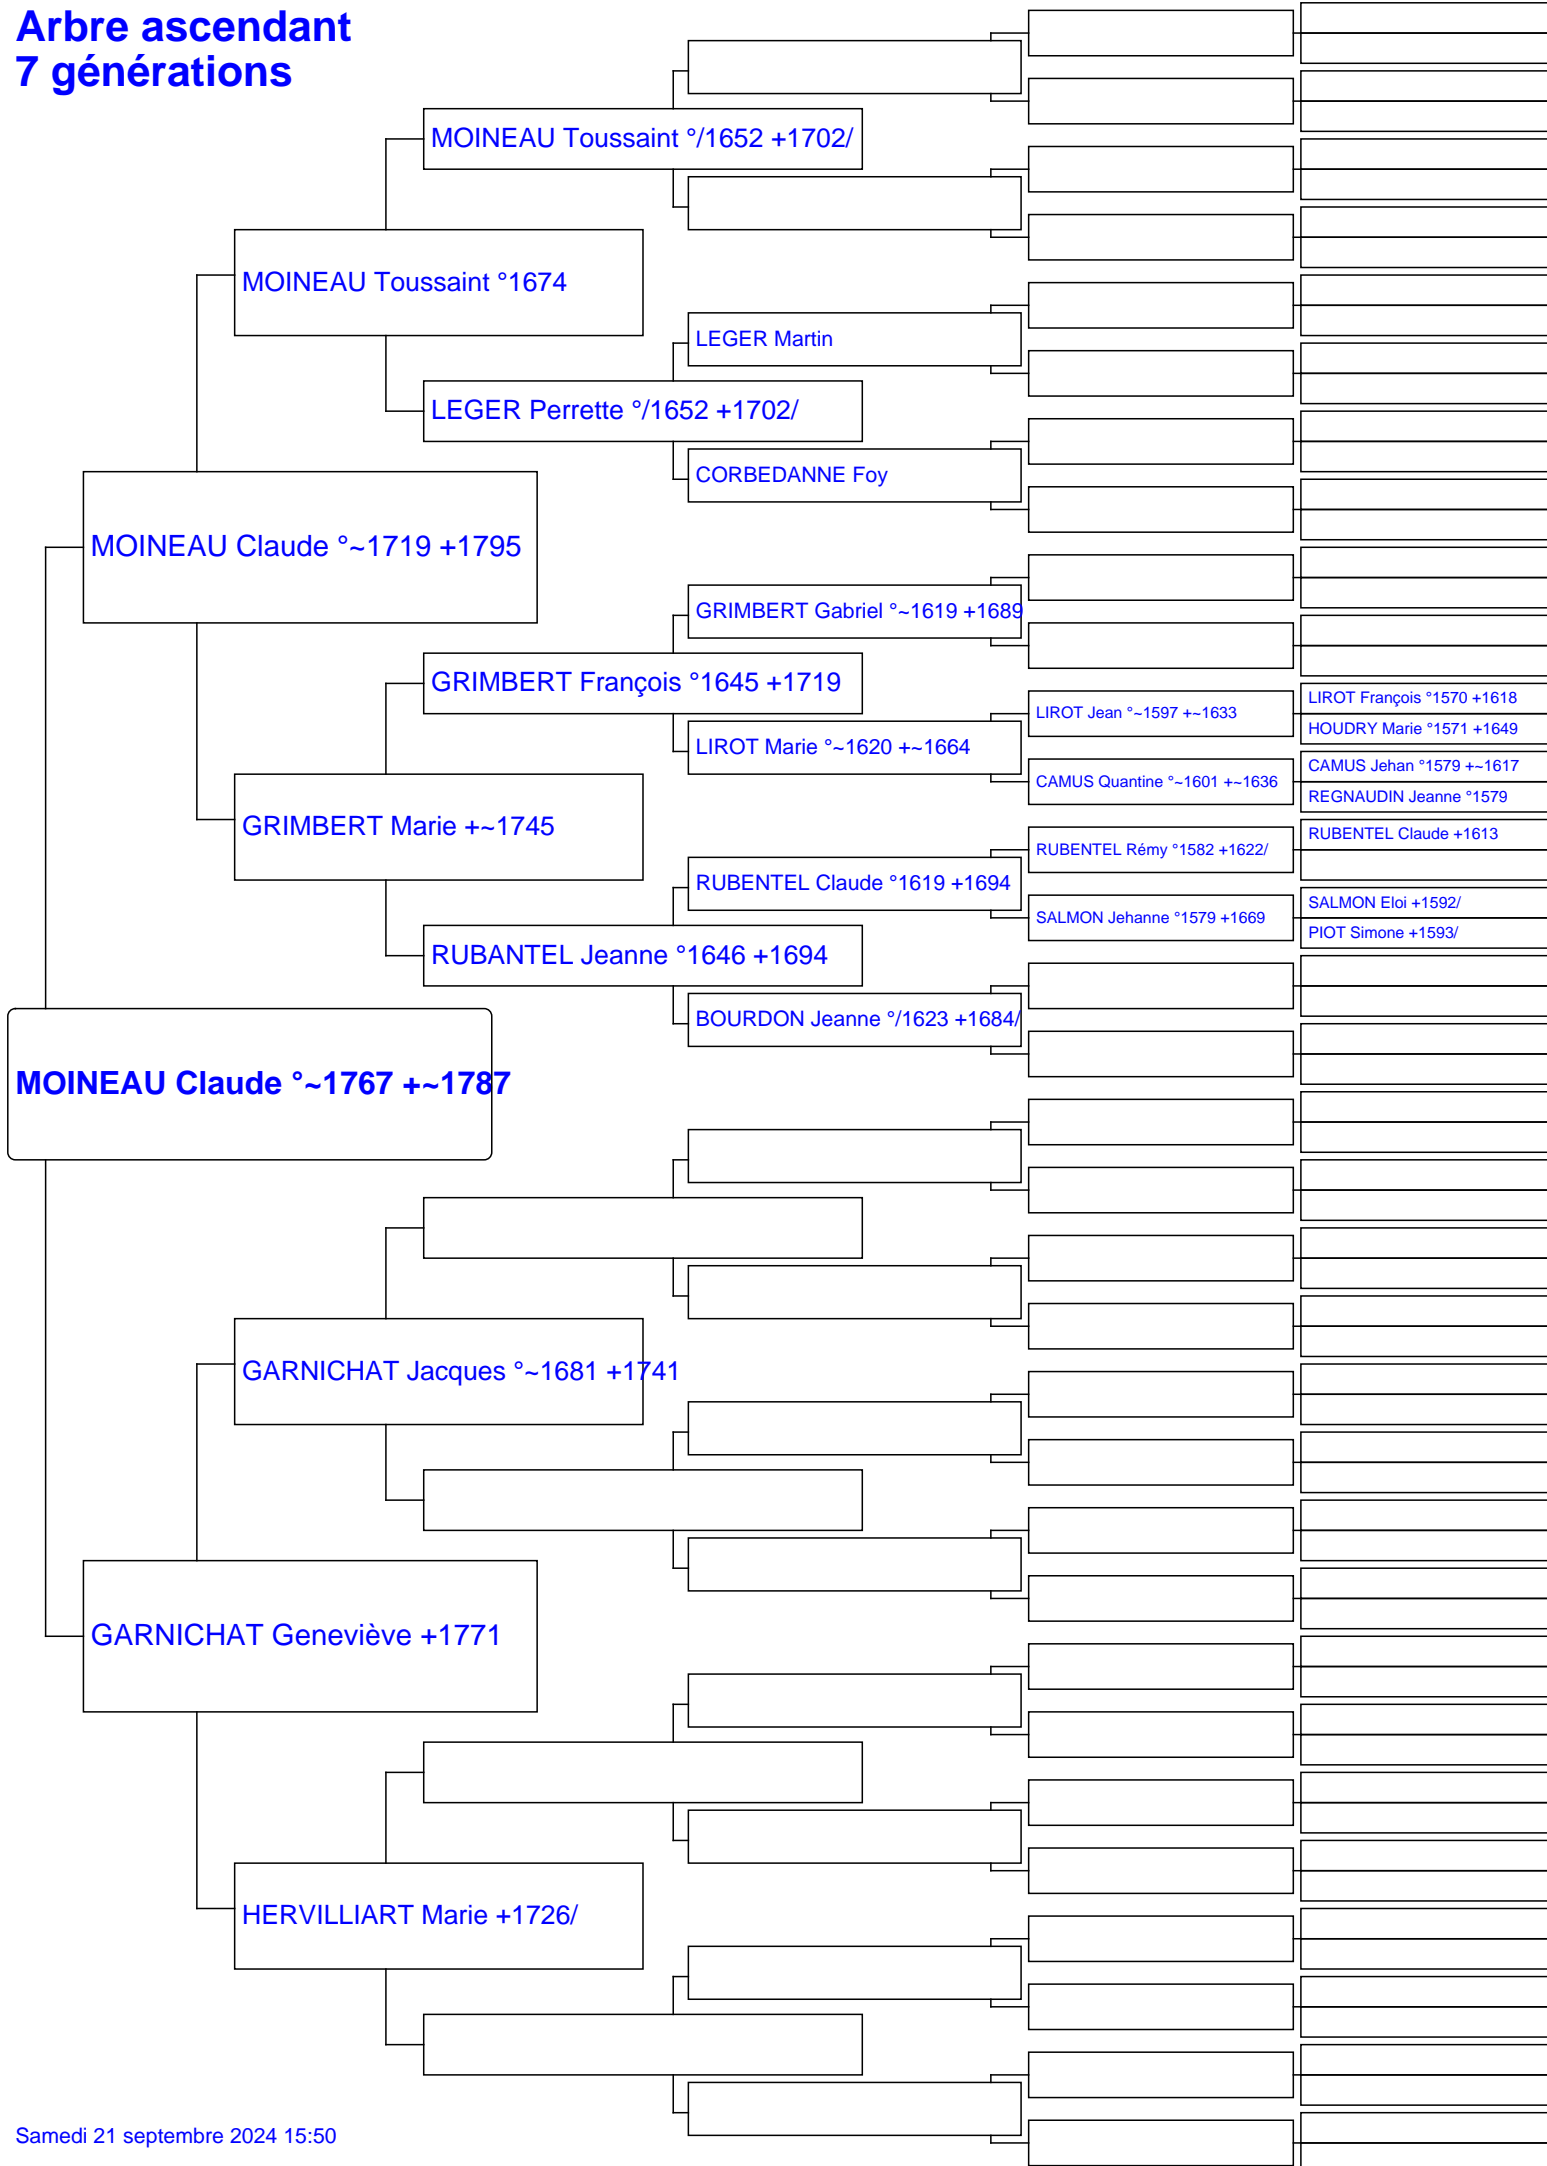 Arbre ascendant
7 générations
MOINEAU Toussaint °/1652 +1702/
MOINEAU Toussaint °1674
LEGER Martin
LEGER Perrette °/1652 +1702/
CORBEDANNE Foy
MOINEAU Claude °~1719 +1795
GRIMBERT Gabriel °~1619 +1689
GRIMBERT François °1645 +1719
LIROT François °1570 +1618
LIROT Jean °~1597 +~1633
HOUDRY Marie °1571 +1649
LIROT Marie °~1620 +~1664
CAMUS Jehan °1579 +~1617
CAMUS Quantine °~1601 +~1636
REGNAUDIN Jeanne °1579
GRIMBERT Marie +~1745
RUBENTEL Claude +1613
RUBENTEL Rémy °1582 +1622/
RUBENTEL Claude °1619 +1694
SALMON Eloi +1592/
SALMON Jehanne °1579 +1669
PIOT Simone +1593/
RUBANTEL Jeanne °1646 +1694
BOURDON Jeanne °/1623 +1684/
MOINEAU Claude °~1767 +~1787
GARNICHAT Jacques °~1681 +1741
GARNICHAT Geneviève +1771
HERVILLIART Marie +1726/
Samedi 21 septembre 2024 15:50